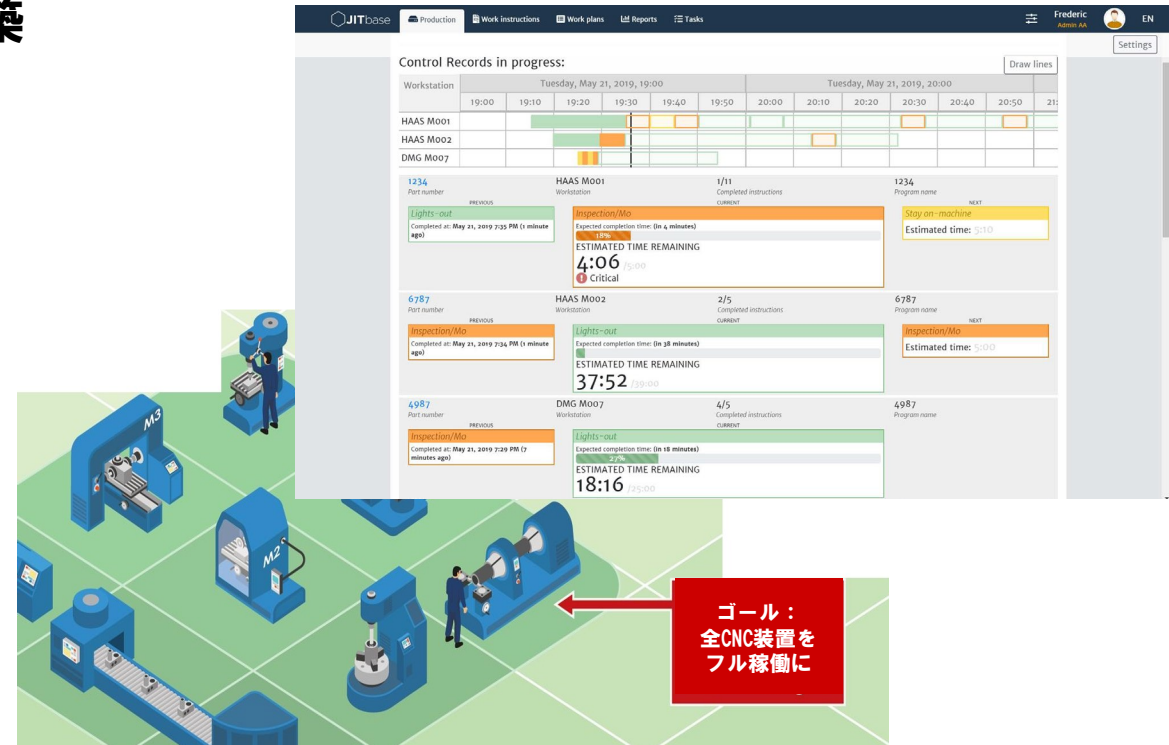 JITbase
Production
Work instructions
Work plans
Reports
Tasks
Frederic
Admin AA
EN
Settings
Control Records in progress:
Draw lines
Workstation
Tuesday, May 21, 2019, 19:00
Tuesday, May 21, 2019, 20:00
19:00 19:10 19:20 19:30 19:40 19:50 20:00 20:10 20:20 20:30 20:40 20:50 21:
HAAS M001
HAAS M002
DMG M007
1234 HAAS M001 1/11 1234
Part number Workstation Completed instructions Program name
PREVIOUS CURRENT NEXT
Lights-out Inspection/Mo Stay on-machine
Completed at: May 21, 2019 7:35 PM (1 minute
ago)
Expected completion time: (in 4 minutes)
18%
ESTIMATED TIME REMAINING
4:06 /5:00
Critical
Estimated time: 5:10
6787 HAAS M002 2/5 6787
Part number Workstation Completed instructions Program name
PREVIOUS CURRENT NEXT
Inspection/Mo Lights-out Inspection/Mo
Completed at: May 21, 2019 7:34 PM (1 minute
ago)
Expected completion time: (in 38 minutes)
ESTIMATED TIME REMAINING
37:52 /39:00
Estimated time: 5:00
4987 DMG M007 4/5 4987
Part number Workstation Completed instructions Program name
PREVIOUS CURRENT
Inspection/Mo Lights-out
Completed at: May 21, 2019 7:29 PM (7
minutes ago)
Expected completion time: (in 18 minutes)
27%
ESTIMATED TIME REMAINING
18:16 /25:00
M3
M2
ゴール：
全CNC装置を
フル稼働に